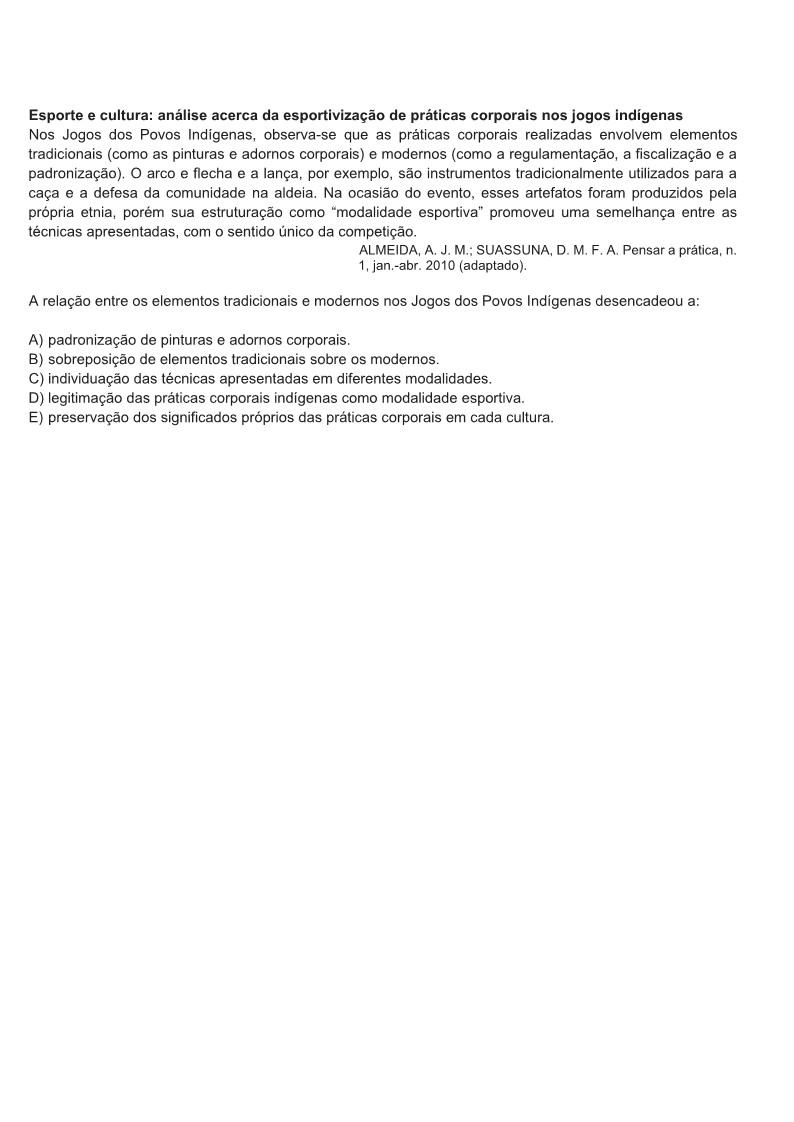 Esporte e cultura: análise acerca da esportivização de práticas corporais nos jogos indígenas
Nos Jogos dos Povos Indígenas, observa-se que as práticas corporais realizadas envolvem elementos
tradicionais (como as pinturas e adornos corporais) e modernos (como a regulamentação, a fiscalização e a
padronização). O arco e flecha e a lança, por exemplo, são instrumentos tradicionalmente utilizados para a
caça e a defesa da comunidade na aldeia. Na ocasião do evento, esses artefatos foram produzidos pela
própria etnia, porém sua estruturação como “modalidade esportiva” promoveu uma semelhança entre as
técnicas apresentadas, com o sentido único da competição.
ALMEIDA, A. J. M.; SUASSUNA, D. M. F. A. Pensar a prática, n.
1, jan.-abr. 2010 (adaptado).
A relação entre os elementos tradicionais e modernos nos Jogos dos Povos Indígenas desencadeou a:
A) padronização de pinturas e adornos corporais.
B) sobreposição de elementos tradicionais sobre os modernos.
C) individuação das técnicas apresentadas em diferentes modalidades.
D) legitimação das práticas corporais indígenas como modalidade esportiva.
E) preservação dos significados próprios das práticas corporais em cada cultura.